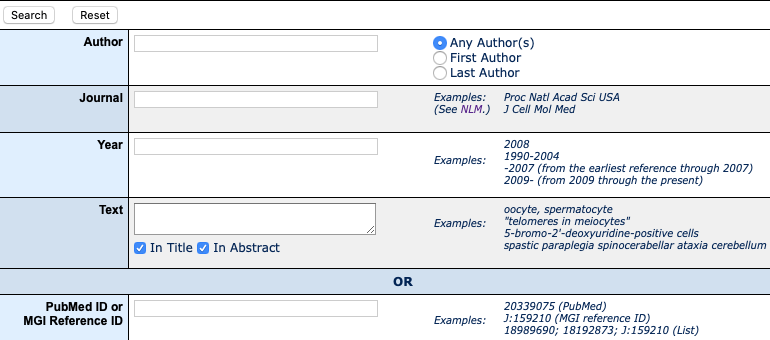 Search Reset
Author
Any Author(s)
First Author
Last Author
Journal
Examples: Proc Natl Acad Sci USA
(See NLM.) J Cell Mol Med
Year
Examples:
2008
1990-2004
-2007 (from the earliest reference through 2007)
2009- (from 2009 through the present)
Text
In Title In Abstract
Examples:
oocyte, spermatocyte
"telomeres in meiocytes"
5-bromo-2'-deoxyuridine-positive cells
spastic paraplegia spinocerabellar ataxia cerebellum
OR
PubMed ID or
MGI Reference ID
Examples:
20339075 (PubMed)
J:159210 (MGI reference ID)
18989690; 18192873; J:159210 (List)